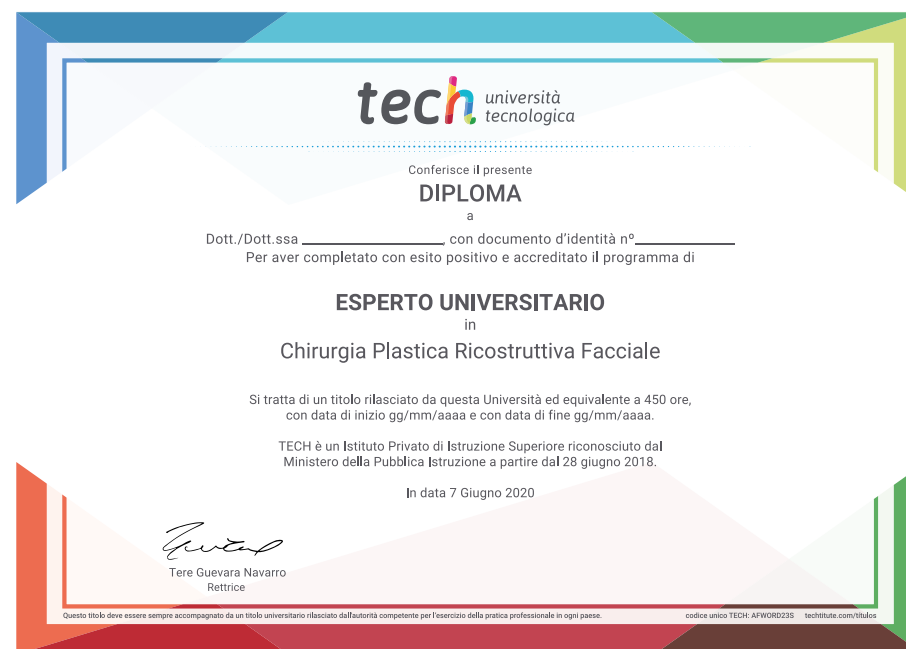 tech università
tecnologica
Conferisce il presente
DIPLOMA
a
Dott./Dott.ssa ____________________, con documento d'identità nº______________
Per aver completato con esito positivo e accreditato il programma di
ESPERTO UNIVERSITARIO
in
Chirurgia Plastica Ricostruttiva Facciale
Si tratta di un titolo rilasciato da questa Università ed equivalente a 450 ore,
con data di inizio gg/mm/aaaa e con data di fine gg/mm/aaaa.
TECH è un Istituto Privato di Istruzione Superiore riconosciuto dal
Ministero della Pubblica Istruzione a partire dal 28 giugno 2018.
In data 7 Giugno 2020
Tere Guevara Navarro
Rettrice
Questo titolo deve essere sempre accompagnato da un titolo universitario rilasciato dall'autorità competente per l'esercizio della pratica professionale in ogni paese. codice unico TECH: AFWORD23S techtitute.com/titulos